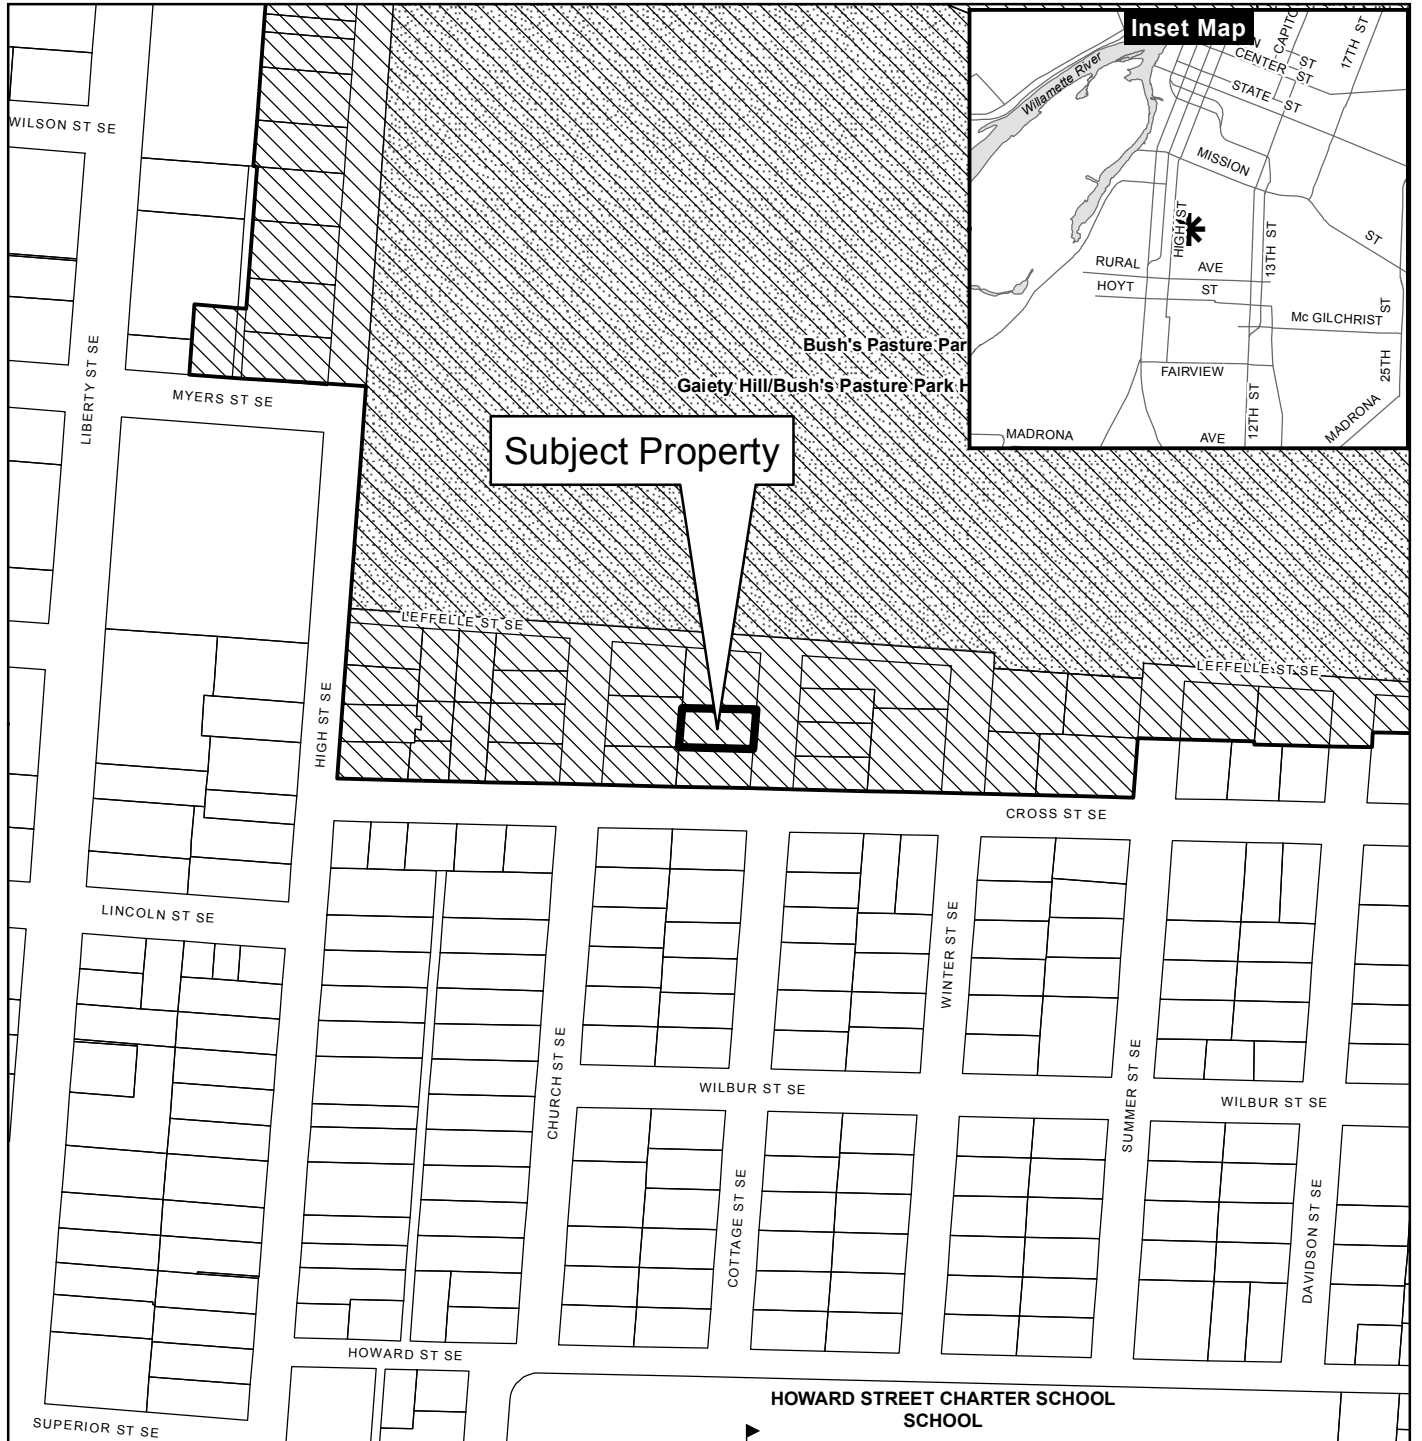 Inset Map
Willamette River
CAPITO
CENTER ST
ST
17TH ST
STATE ST
MISSION
ST
HIGH ST
13TH ST
RURAL AVE
HOYT ST
Mc GILCHRIST
ST
25TH
FAIRVIEW
12TH ST
MADRONA
MADRONA AVE
WILSON ST SE
LIBERTY ST SE
MYERS ST SE
Bush's Pasture Par
Gaiety Hill/Bush's Pasture Park H
Subject Property
LEFFELLE ST SE
LEFFELLE ST SE
HIGH ST SE
CROSS ST SE
LINCOLN ST SE
WINTER ST SE
CHURCH ST SE
SUMMER ST SE
WILBUR ST SE
WILBUR ST SE
COTTAGE ST SE
DAVIDSON ST SE
HOWARD ST SE
HOWARD STREET CHARTER SCHOOL
SCHOOL
SUPERIOR ST SE